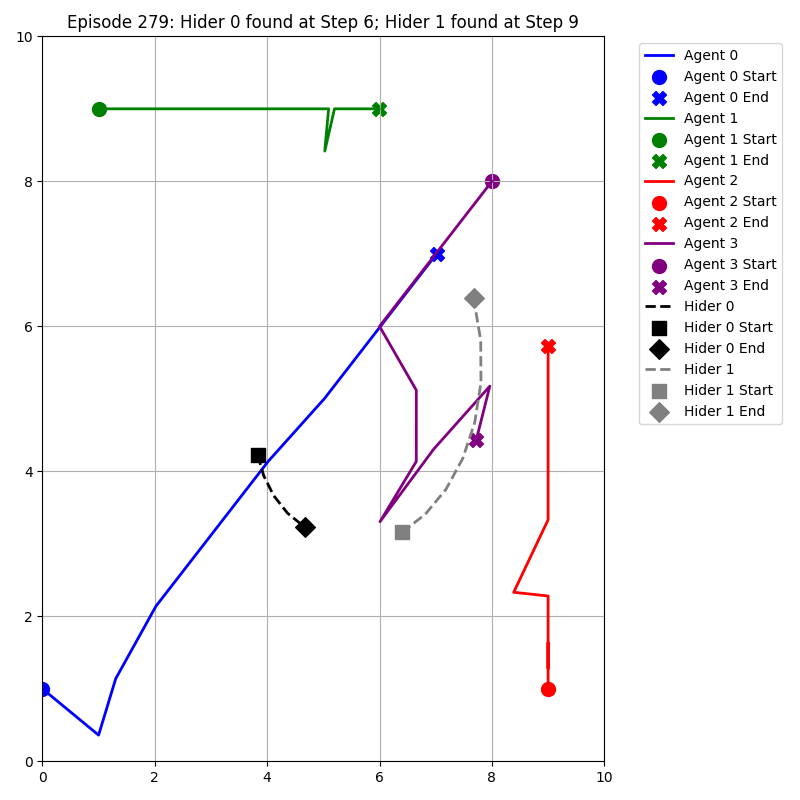 Episode 279: Hider 0 found at Step 6; Hider 1 found at Step 9
10
8
6
4
2
0
0 2 4 6 8 10
Agent 0
Agent 0 Start
Agent 0 End
Agent 1
Agent 1 Start
Agent 1 End
Agent 2
Agent 2 Start
Agent 2 End
Agent 3
Agent 3 Start
Agent 3 End
Hider 0
Hider 0 Start
Hider 0 End
Hider 1
Hider 1 Start
Hider 1 End